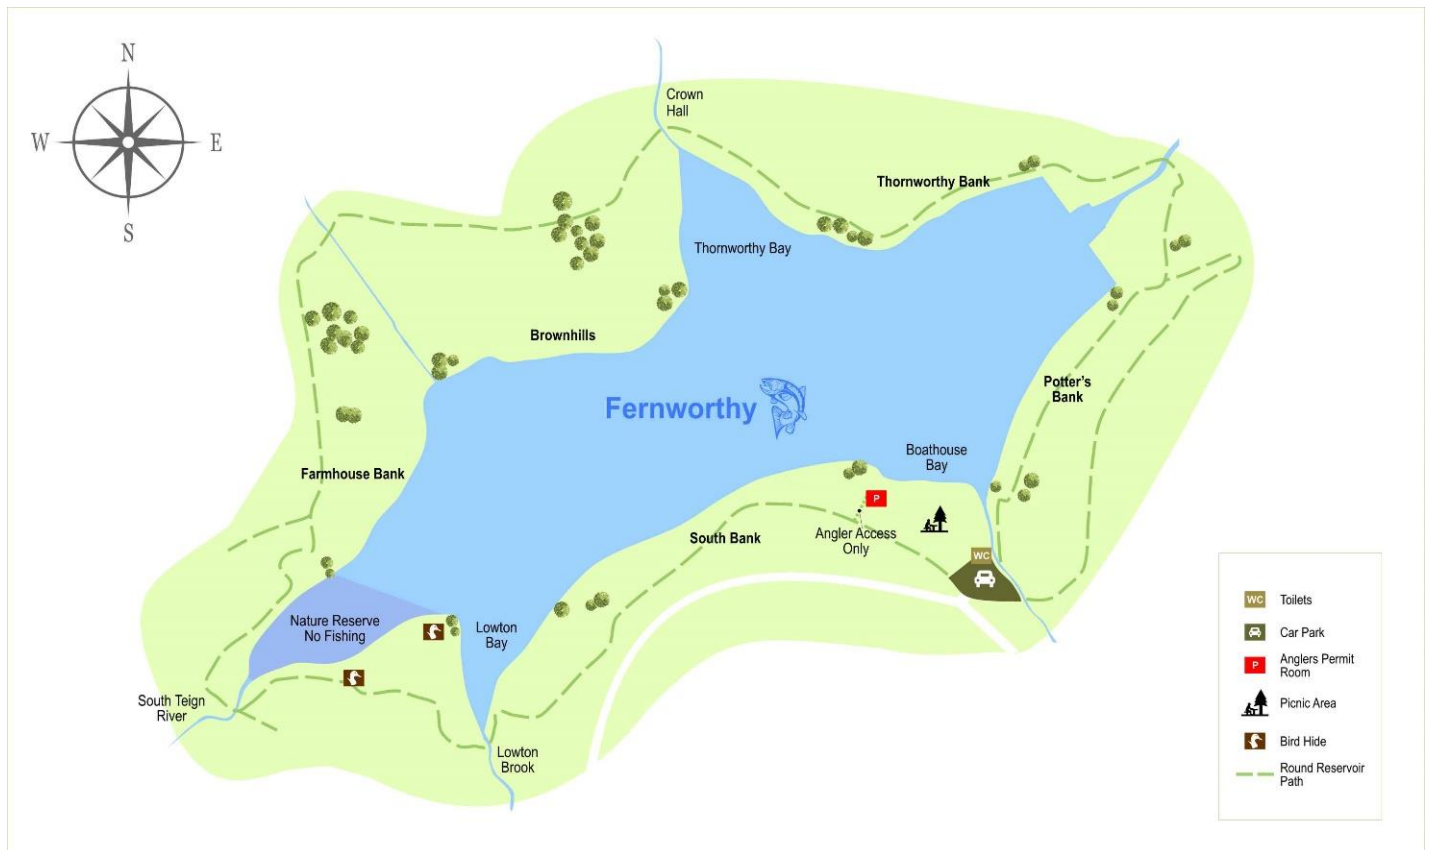 N
W
E
S
Crown
Hall
Thornworthy Bank
Thornworthy Bay
Brownhills
Fernworthy
Potter's
Bank
Boathouse
Bay
Farmhouse Bank
P
South Bank
Angler Access
Only
WC
Nature Reserve
No Fishing
Lowton
Bay
South Teign
River
Lowton
Brook
WC Toilets
Car Park
P Anglers Permit
Room
Picnic Area
Bird Hide
Round Reservoir
Path